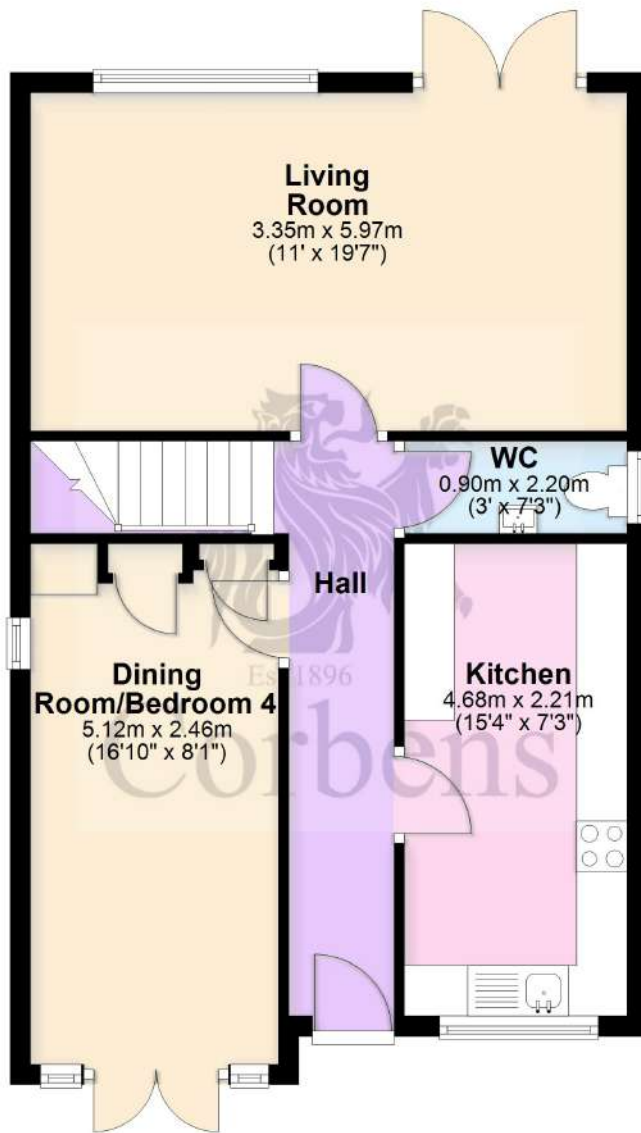 Living
Room
3.35m x 5.97m
(11' x 19'7")
WC
0.90m x 2.20m
(3' x 7'3")
Hall
Dining
Room/Bedroom 4
5.12m x 2.46m
(16'10" x 8'1")
Kitchen
4.68m x 2.21m
(15'4" x 7'3")
Est 1896
Corbens